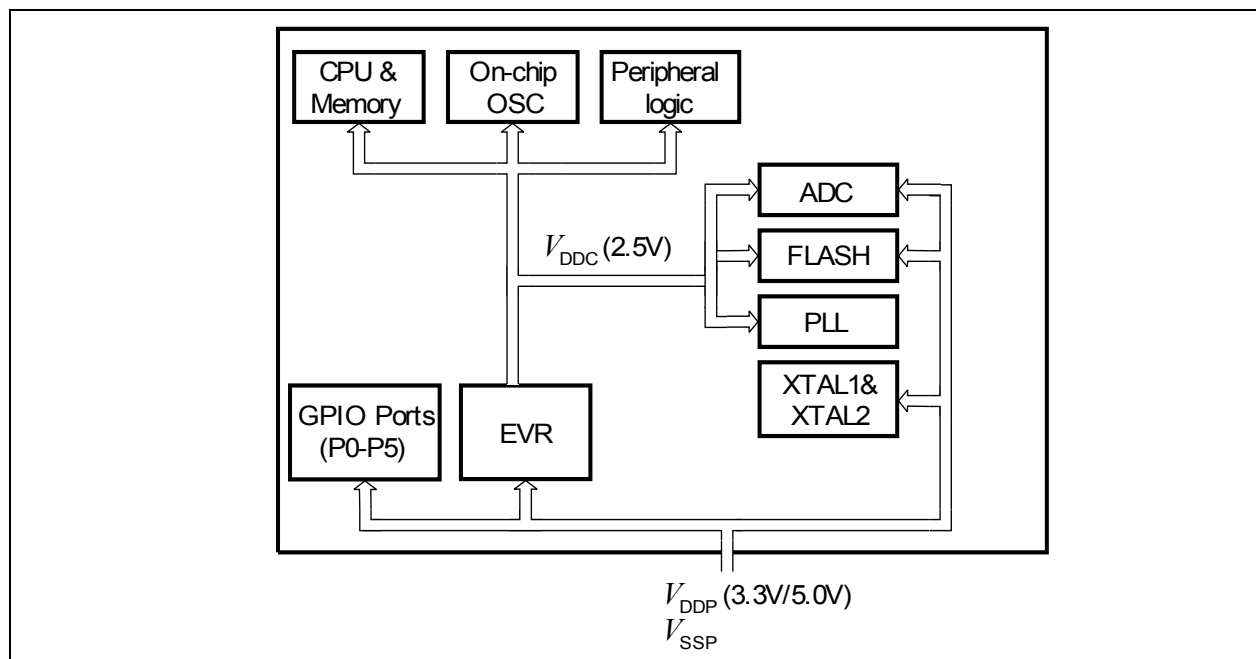 CPU &
Memory
On-chip
OSC
Peripheral
logic
ADC
VDDC (2.5V)
FLASH
PLL
XTAL1&
XTAL2
GPIO Ports
(P0-P5)
EVR
VDDP (3.3V/5.0V)
VSSP